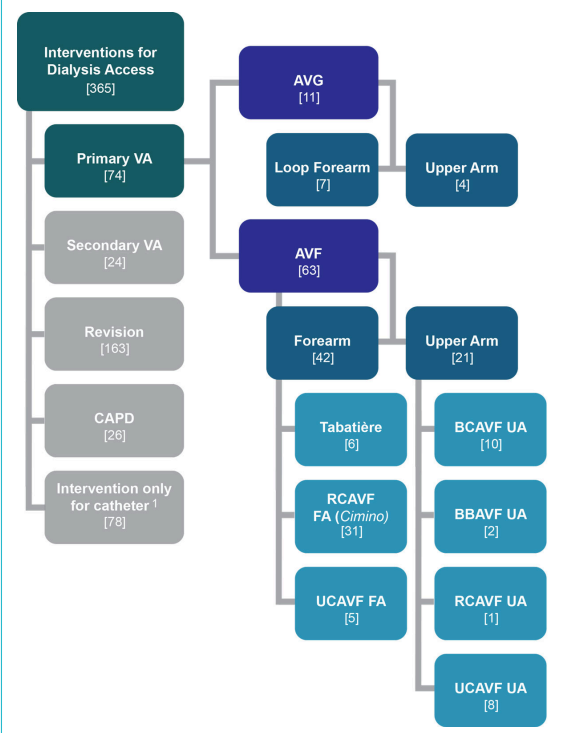 Interventions for
Dialysis Access
[365]
Primary VA
[74]
Secondary VA
[24]
Revision
[163]
CAPD
[26]
Intervention only
for catheter 1
[78]
AVG
[11]
Loop Forearm
[7]
Upper Arm
[4]
AVF
[63]
Forearm
[42]
Upper Arm
[21]
Tabatière
[6]
RCAVF
FA (Cimino)
[31]
UCAVF FA
[5]
BCAVF UA
[10]
BBAVF UA
[2]
RCAVF UA
[1]
UCAVF UA
[8]